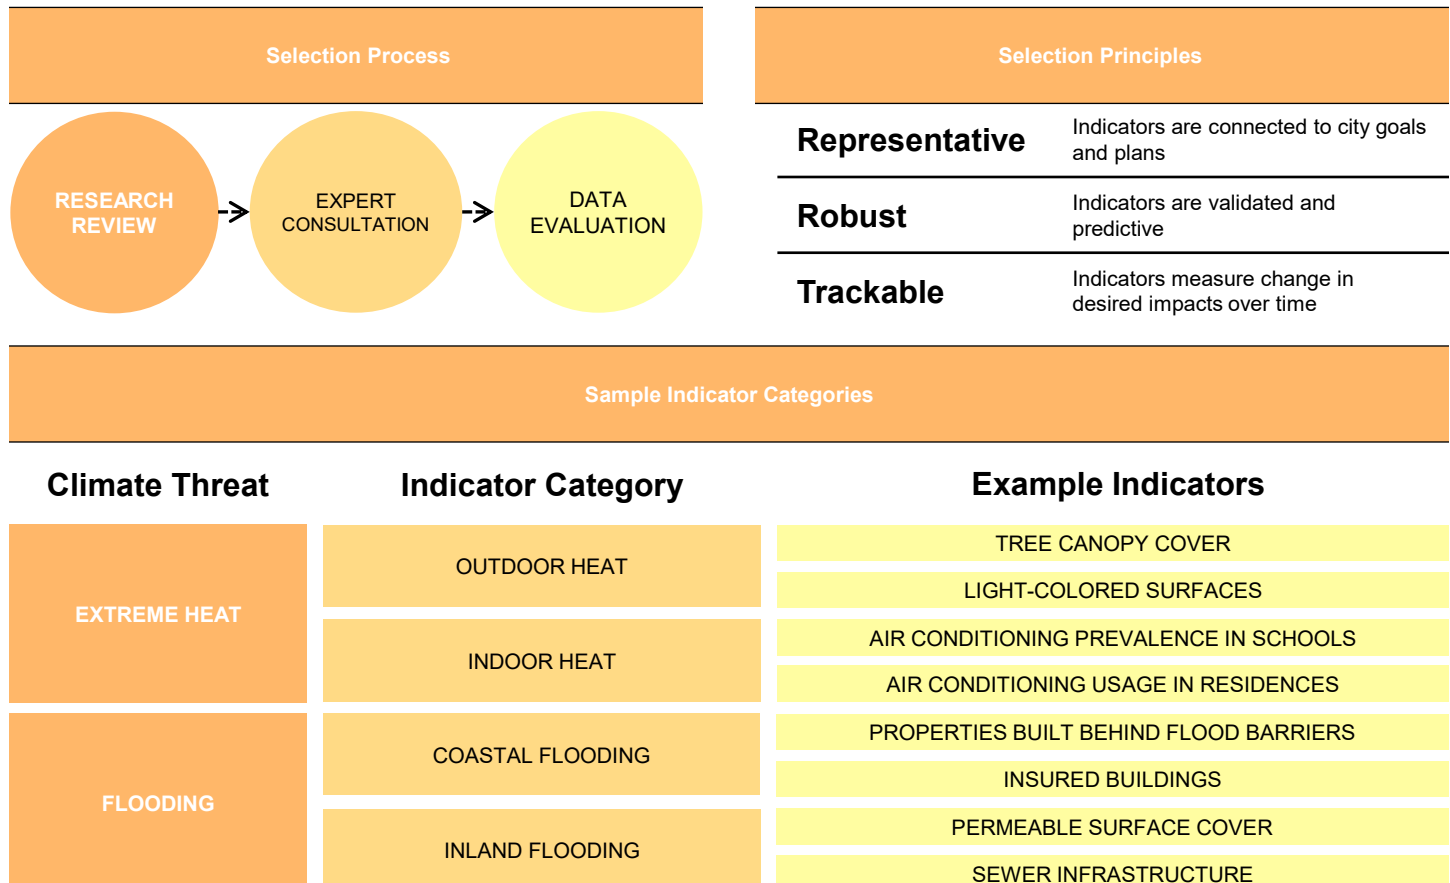 Selection Process
RESEARCH
REVIEW
EXPERT
CONSULTATION
DATA
EVALUATION
Selection Principles
Representative
Indicators are connected to city goals
and plans
Robust
Indicators are validated and
predictive
Trackable
Indicators measure change in
desired impacts over time
Sample Indicator Categories
Climate Threat
Indicator Category
Example Indicators
EXTREME HEAT
OUTDOOR HEAT
TREE CANOPY COVER
LIGHT-COLORED SURFACES
INDOOR HEAT
AIR CONDITIONING PREVALENCE IN SCHOOLS
AIR CONDITIONING USAGE IN RESIDENCES
FLOODING
COASTAL FLOODING
PROPERTIES BUILT BEHIND FLOOD BARRIERS
INSURED BUILDINGS
INLAND FLOODING
PERMEABLE SURFACE COVER
SEWER INFRASTRUCTURE